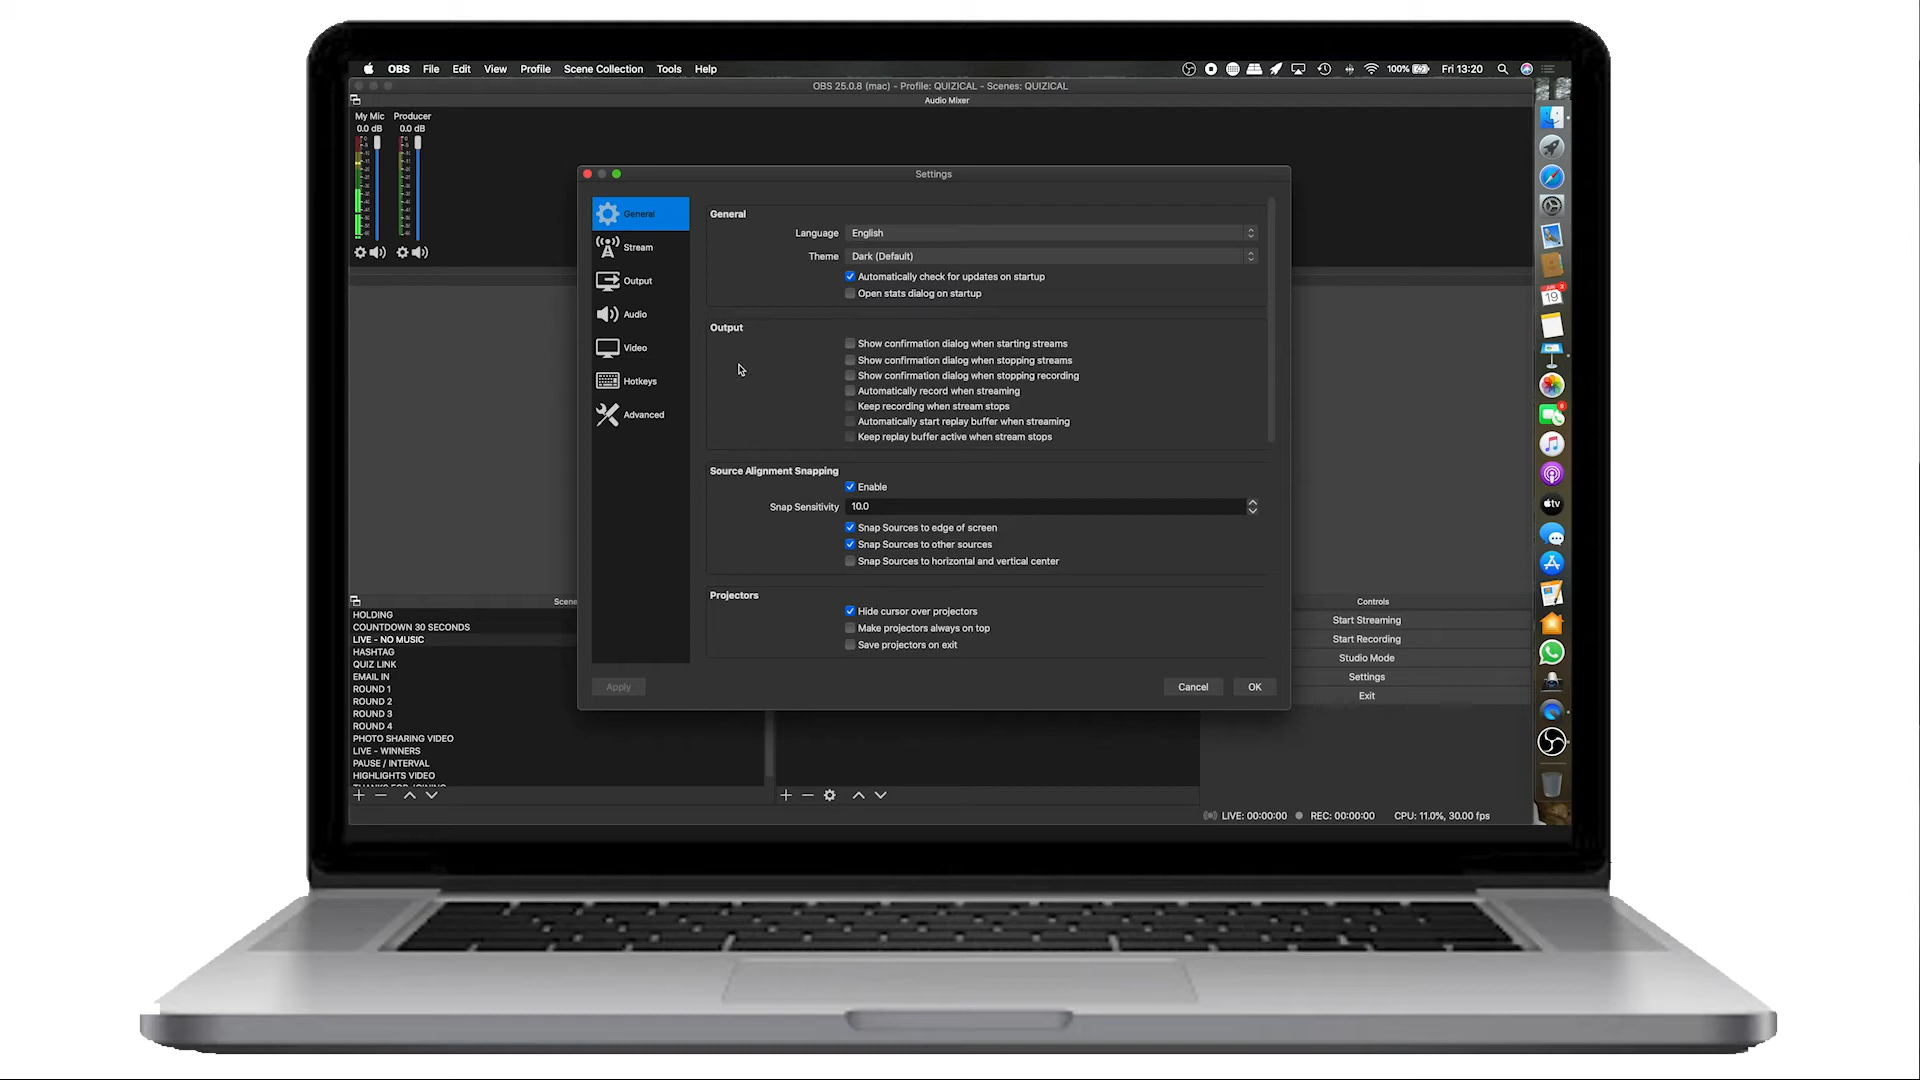 OBS File Edit View Profile Scene Collection Tools Help 100% Fri 13:20
OBS 25.0.8 (mac) - Profile: QUIZICAL - Scenes: QUIZICAL
Audio Mixer
My Mic Producer
0.0 dB 0.0 dB
Settings
General
Stream
Output
Audio
Video
Hotkeys
Advanced
General
Language English
Theme Dark (Default)
Automatically check for updates on startup
Open stats dialog on startup
Output
Show confirmation dialog when starting streams
Show confirmation dialog when stopping streams
Show confirmation dialog when stopping recording
Automatically record when streaming
Keep recording when stream stops
Automatically start replay buffer when streaming
Keep replay buffer active when stream stops
Source Alignment Snapping
Enable
Snap Sensitivity 10.0
Snap Sources to edge of screen
Snap Sources to other sources
Snap Sources to horizontal and vertical center
Projectors
Hide cursor over projectors
Make projectors always on top
Save projectors on exit
Apply Cancel OK
Scene
HOLDING
COUNTDOWN 30 SECONDS
LIVE - NO MUSIC
HASHTAG
QUIZ LINK
EMAIL IN
ROUND 1
ROUND 2
ROUND 3
ROUND 4
PHOTO SHARING VIDEO
LIVE - WINNERS
PAUSE / INTERVAL
HIGHLIGHTS VIDEO
THANKS FOR JOINING
Controls
Start Streaming
Start Recording
Studio Mode
Settings
Exit
LIVE: 00:00:00 REC: 00:00:00 CPU: 11.0%, 30.00 fps
19
tv